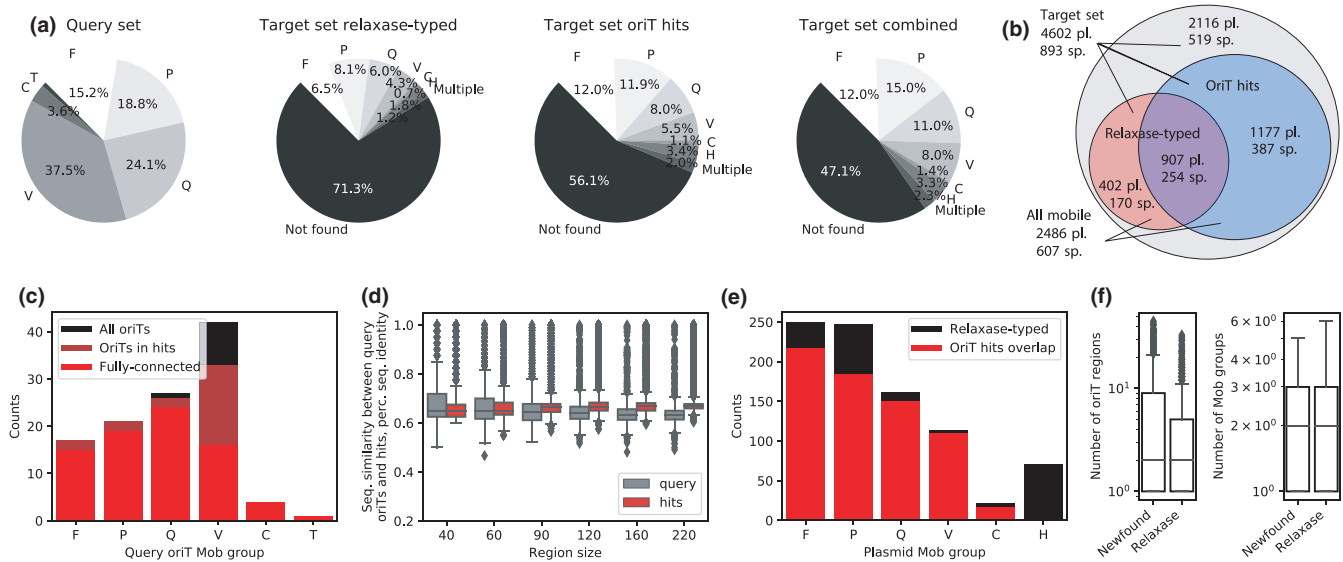 (a)
Query set
T
C
F
P
Q
V
15.2%
18.8%
3.6%
24.1%
37.5%
Target set relaxase-typed
F
P
Q
V
C
H
Multiple
8.1%
6.0%
6.5%
4.3%
0.7%
1.8%
1.2%
71.3%
Not found
Target set oriT hits
F
P
Q
V
C
H
Multiple
12.0%
11.9%
8.0%
5.5%
1.1%
3.4%
2.0%
56.1%
Not found
Target set combined
F
P
Q
V
C
H
Multiple
12.0%
15.0%
11.0%
8.0%
1.4%
3.3%
2.3%
47.1%
Not found
(b)
Target set
4602 pl.
893 sp.
2116 pl.
519 sp.
OriT hits
Relaxase-typed
1177 pl.
387 sp.
907 pl.
254 sp.
402 pl.
170 sp.
All mobile
2486 pl.
607 sp.
(c)
Counts
40
30
20
10
0
All oriTs
OriTs in hits
Fully-connected
F P Q V C T
Query oriT Mob group
(d)
Seq. similarity between query
oriTs and hits, perc. seq. identity
1.0
0.8
0.6
0.4
0.2
query
hits
40 60 90 120 160 220
Region size
(e)
Counts
250
200
150
100
50
0
Relaxase-typed
OriT hits overlap
F P Q V C H
Plasmid Mob group
(f)
Number of oriT regions
10¹
10⁰
Newfound
Relaxase
Number of Mob groups
6 × 10⁰
4 × 10⁰
3 × 10⁰
2 × 10⁰
10⁰
Newfound
Relaxase